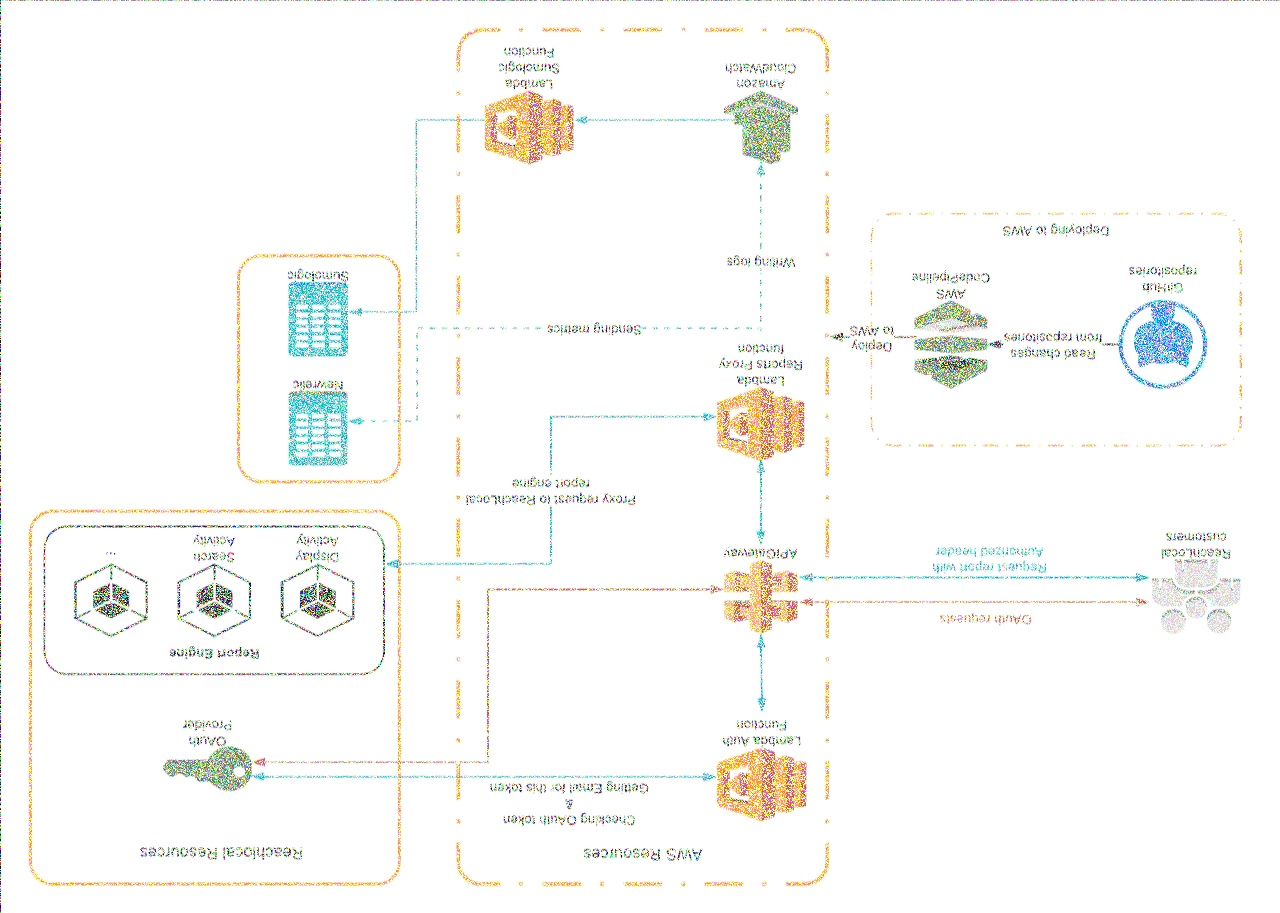 AWS Resources
Reachlocal Resources
Checking OAuth token
&
Getting Email for this token
Lambda Auth
Function
OAuth
Provider
OAuth requests
Request report with
Authorized header
ReachLocal
customers
APIGateway
Report Engine
Display
Activity
Search
Activity
...
Proxy request to ReachLocal
report engine
Lambda
Reports Proxy
function
Newrelic
Sending metrics
Sumologic
Read changes
from repositories
Deploy
to AWS
GitHub
repositories
AWS
CodePipeline
Deploying to AWS
Writing logs
Amazon
CloudWatch
Lambda
Sumologic
Function